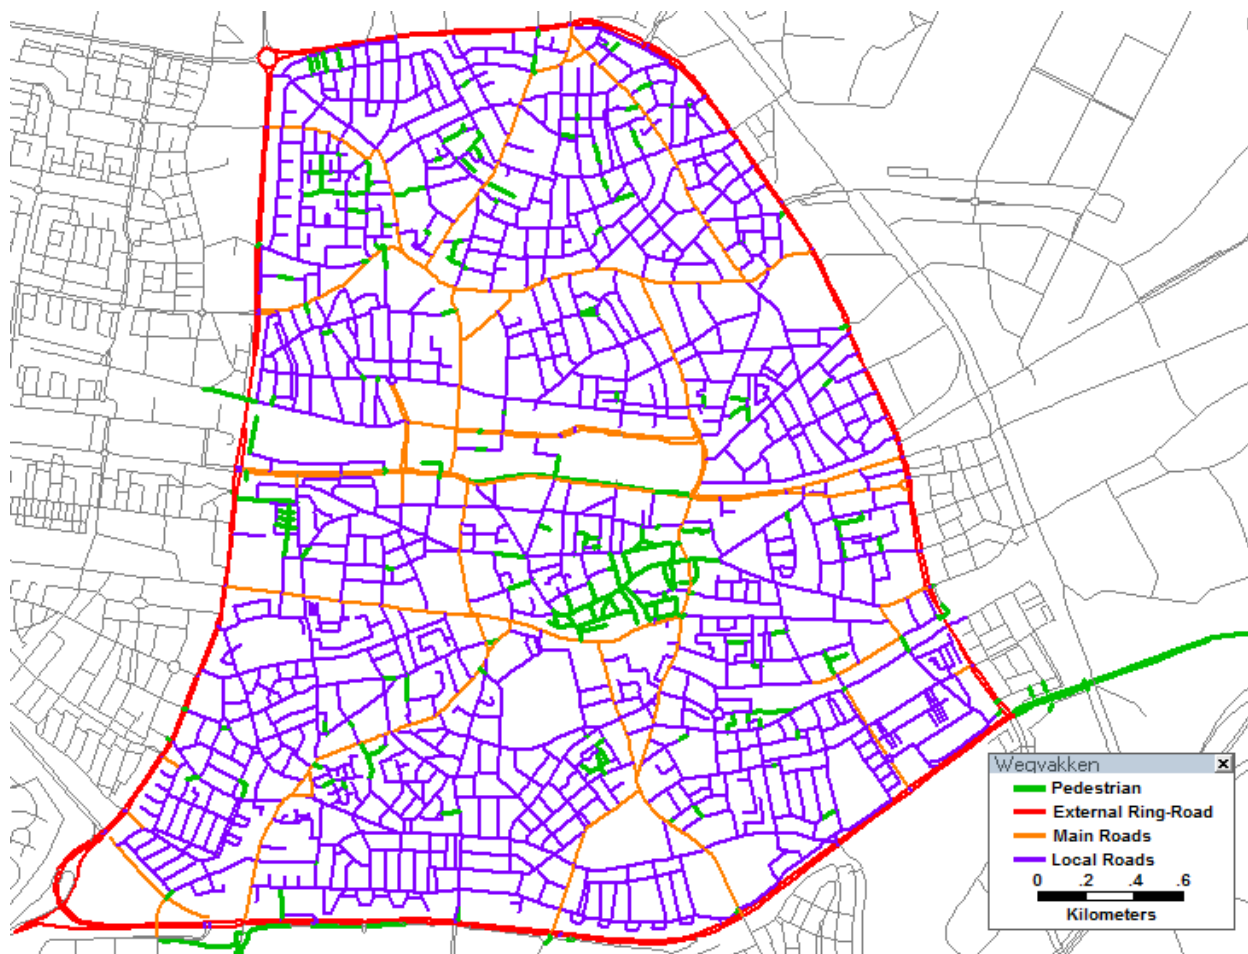 Wegvakken
Pedestrian
External Ring-Road
Main Roads
Local Roads
0 .2 .4 .6
Kilometers